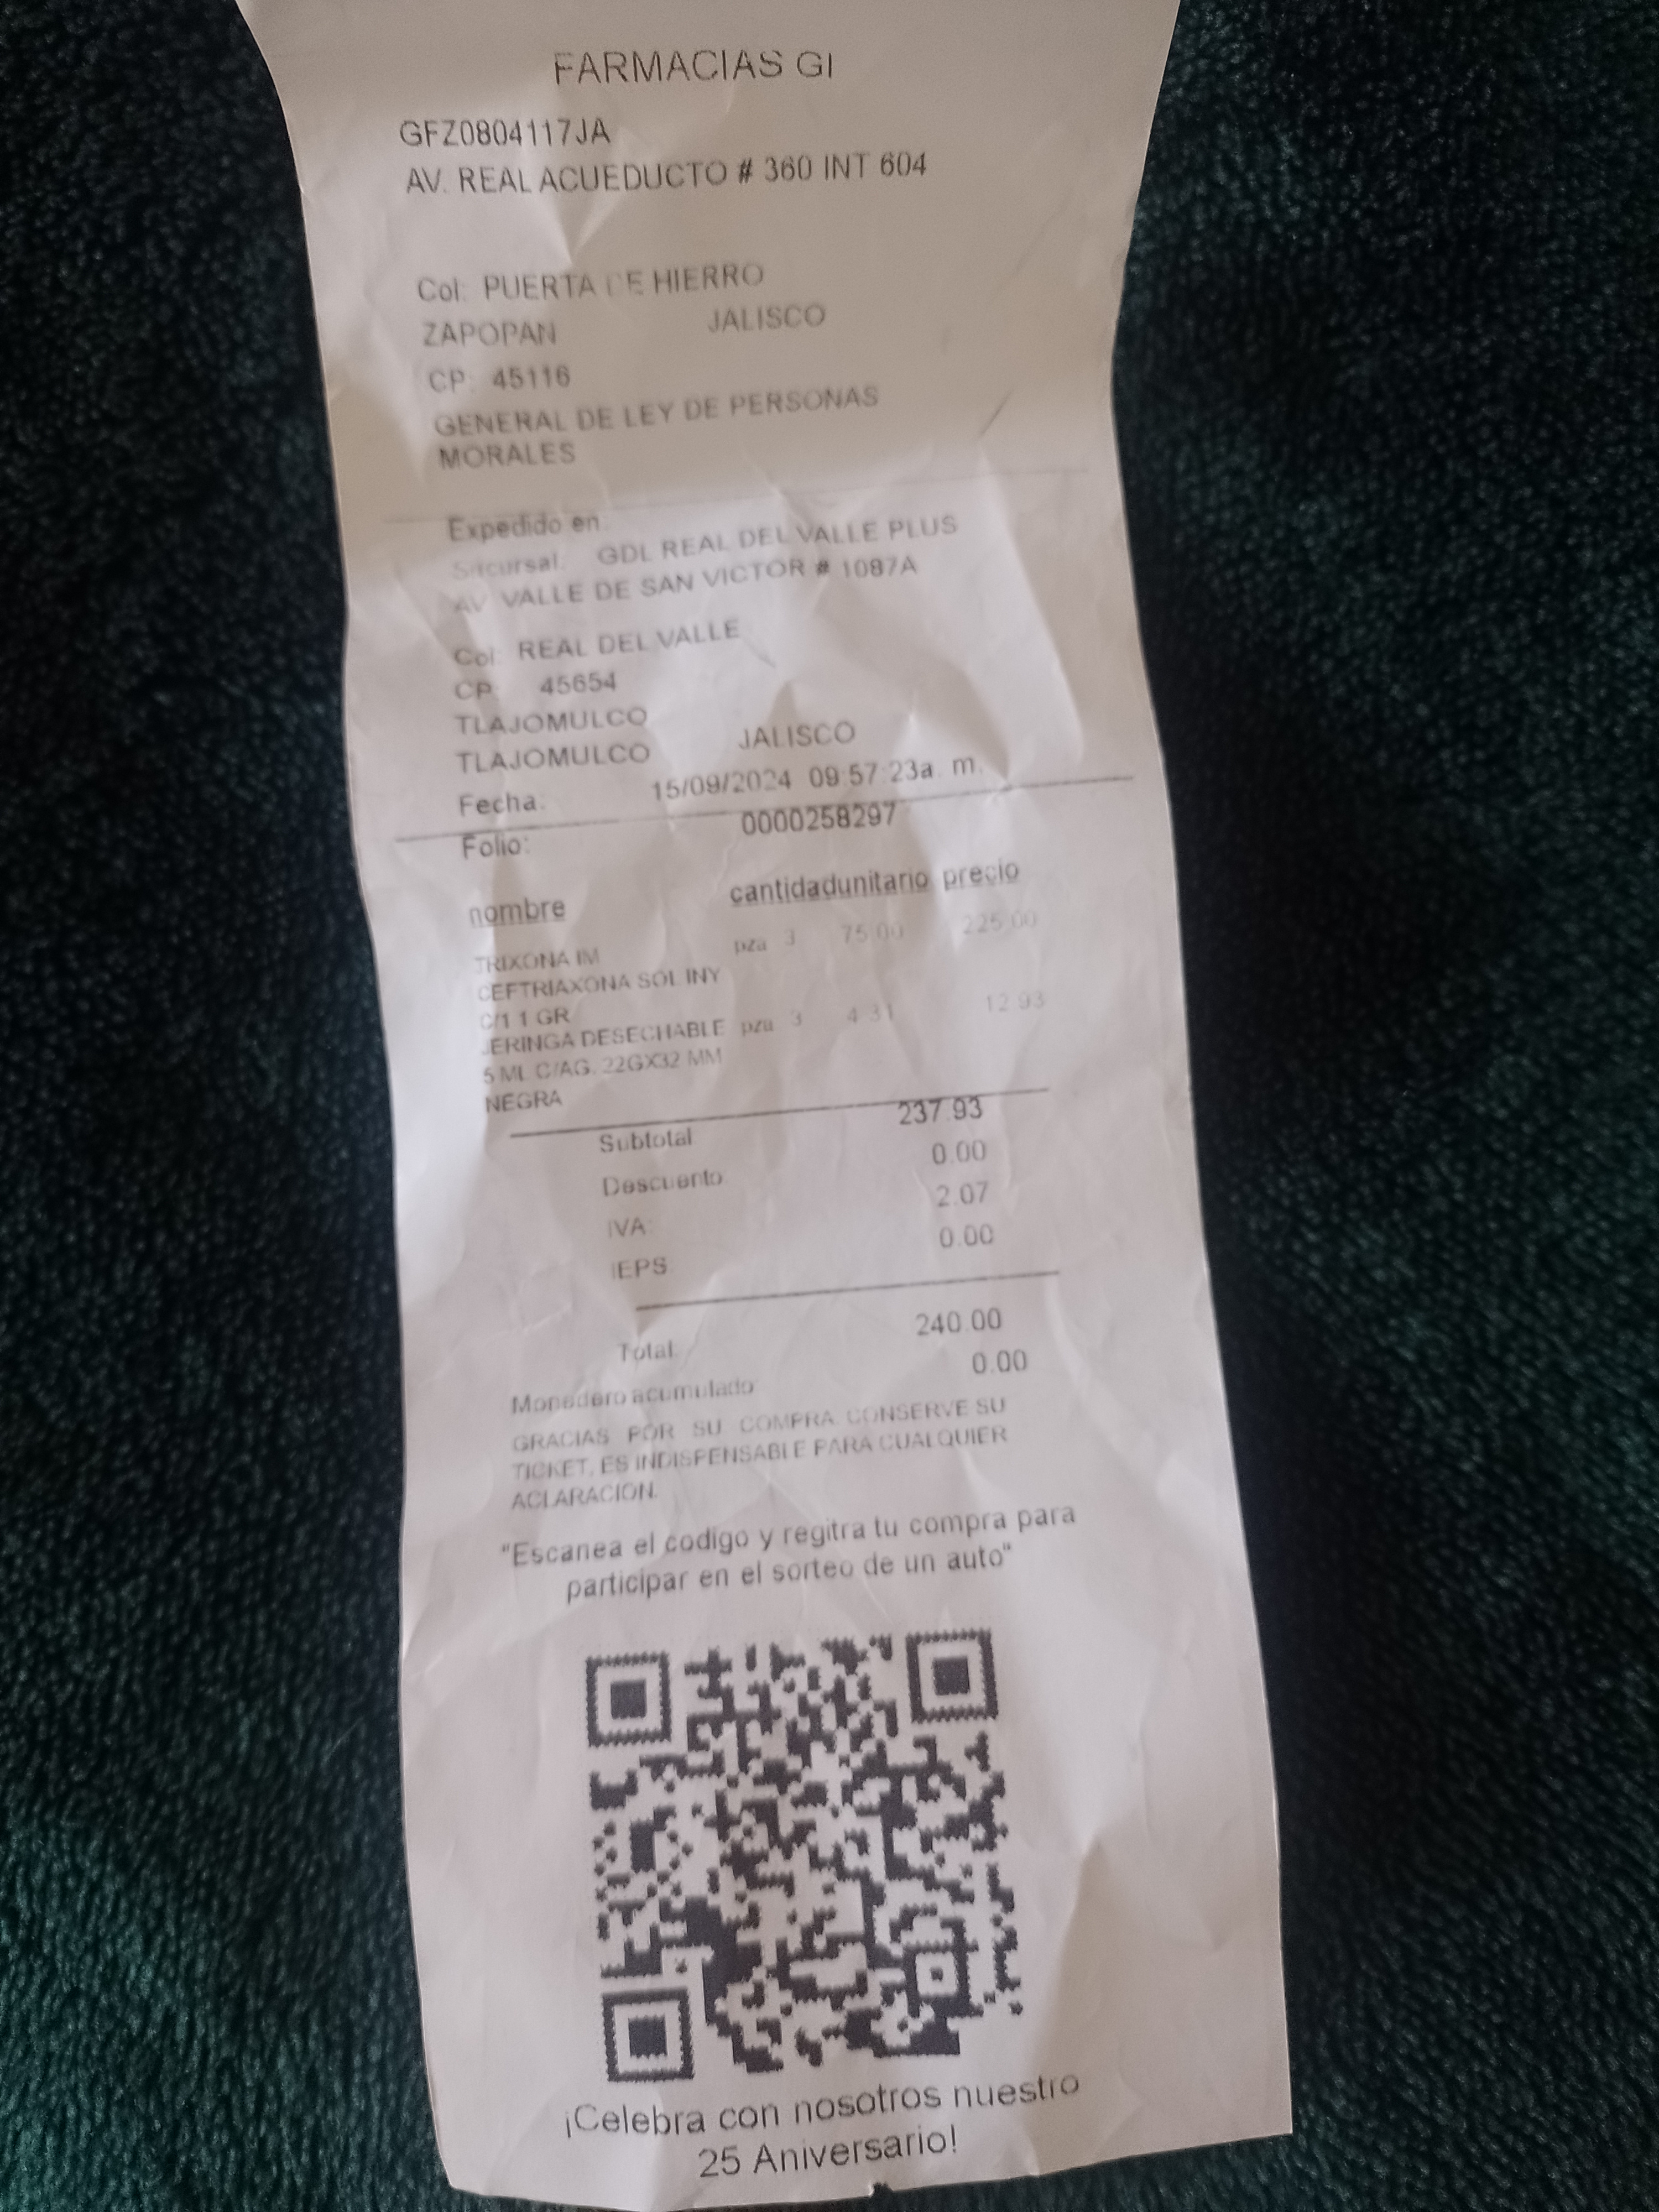 FARMACIAS GI
GFZ0804117JA
AV. REAL ACUEDUCTO # 360 INT 604
Col: PUERTA DE HIERRO
ZAPOPAN JALISCO
CP: 45116
GENERAL DE LEY DE PERSONAS
MORALES
Expedido en:
Sucursal: GDL REAL DEL VALLE PLUS
AV VALLE DE SAN VICTOR # 1087A
Col: REAL DEL VALLE
CP: 45654
TLAJOMULCO
TLAJOMULCO JALISCO
Fecha: 15/09/2024 09:57:23a. m.
Folio: 0000258297
nombre cantidadunitario precio
TRIXONA IM pza 3 75.00 225.00
CEFTRIAXONA SOL INY
C/1 1 GR
JERINGA DESECHABLE pza 3 4.31 12.93
5 ML C/AG. 22GX32 MM
NEGRA
Subtotal 237.93
Descuento: 0.00
IVA: 2.07
IEPS: 0.00
Total: 240.00
Monedero acumulado: 0.00
GRACIAS POR SU COMPRA. CONSERVE SU
TICKET, ES INDISPENSABLE PARA CUALQUIER
ACLARACION.
"Escanea el codigo y regitra tu compra para
participar en el sorteo de un auto"
¡Celebra con nosotros nuestro
25 Aniversario!